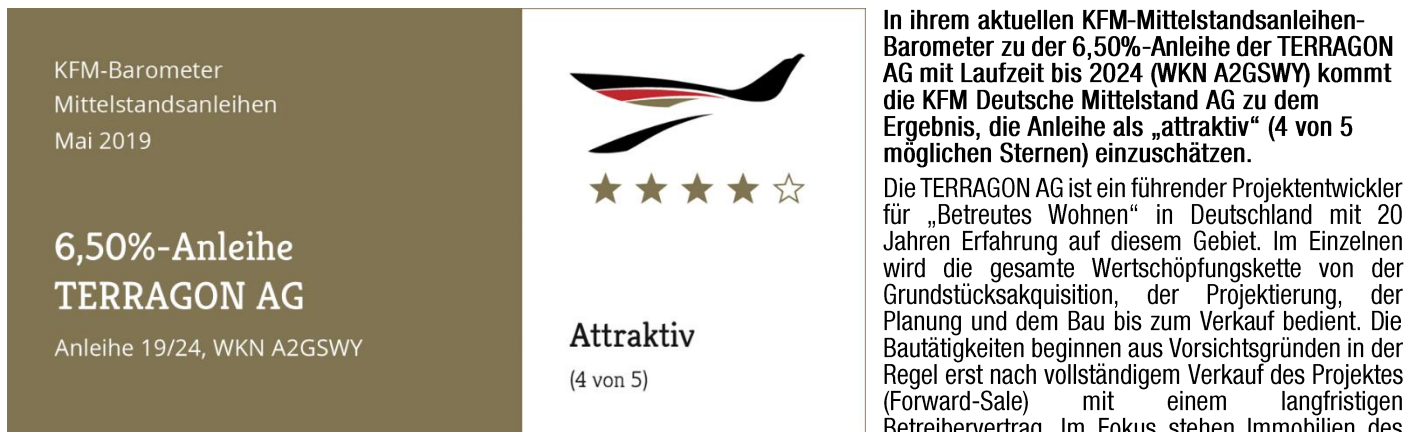 KFM-Barometer
Mittelstandsanleihen
Mai 2019
6,50%-Anleihe
TERRAGON AG
Anleihe 19/24, WKN A2GSWY
Attraktiv
(4 von 5)
In ihrem aktuellen KFM-Mittelstandsanleihen-
Barometer zu der 6,50%-Anleihe der TERRAGON
AG mit Laufzeit bis 2024 (WKN A2GSWY) kommt
die KFM Deutsche Mittelstand AG zu dem
Ergebnis, die Anleihe als „attraktiv“ (4 von 5
möglichen Sternen) einzuschätzen.
Die TERRAGON AG ist ein führender Projektentwickler
für „Betreutes Wohnen“ in Deutschland mit 20
Jahren Erfahrung auf diesem Gebiet. Im Einzelnen
wird die gesamte Wertschöpfungskette von der
Grundstücksakquisition, der Projektierung, der
Planung und dem Bau bis zum Verkauf bedient. Die
Bautätigkeiten beginnen aus Vorsichtsgründen in der
Regel erst nach vollständigem Verkauf des Projektes
(Forward-Sale) mit einem langfristigen
Betreibervertrag. Im Fokus stehen Immobilien des